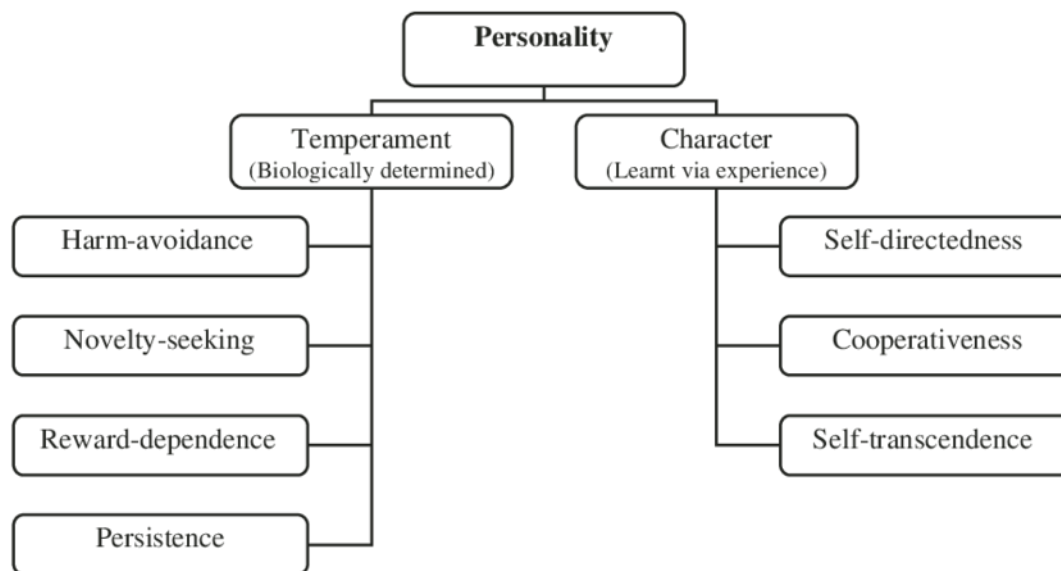 Personality
Temperament
(Biologically determined)
Character
(Learnt via experience)
Harm-avoidance
Novelty-seeking
Reward-dependence
Persistence
Self-directedness
Cooperativeness
Self-transcendence